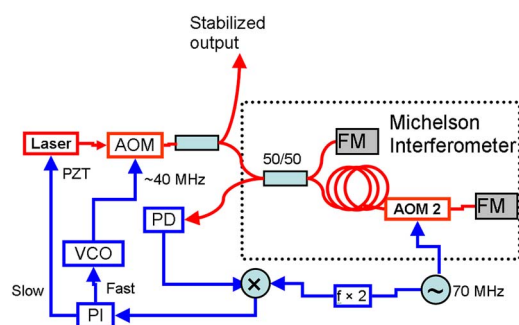 Stabilized
output
Michelson
Interferometer
FM
50/50
Laser
AOM
PZT
~40 MHz
AOM 2
FM
PD
VCO
Slow
Fast
PI
×
f × 2
~
70 MHz